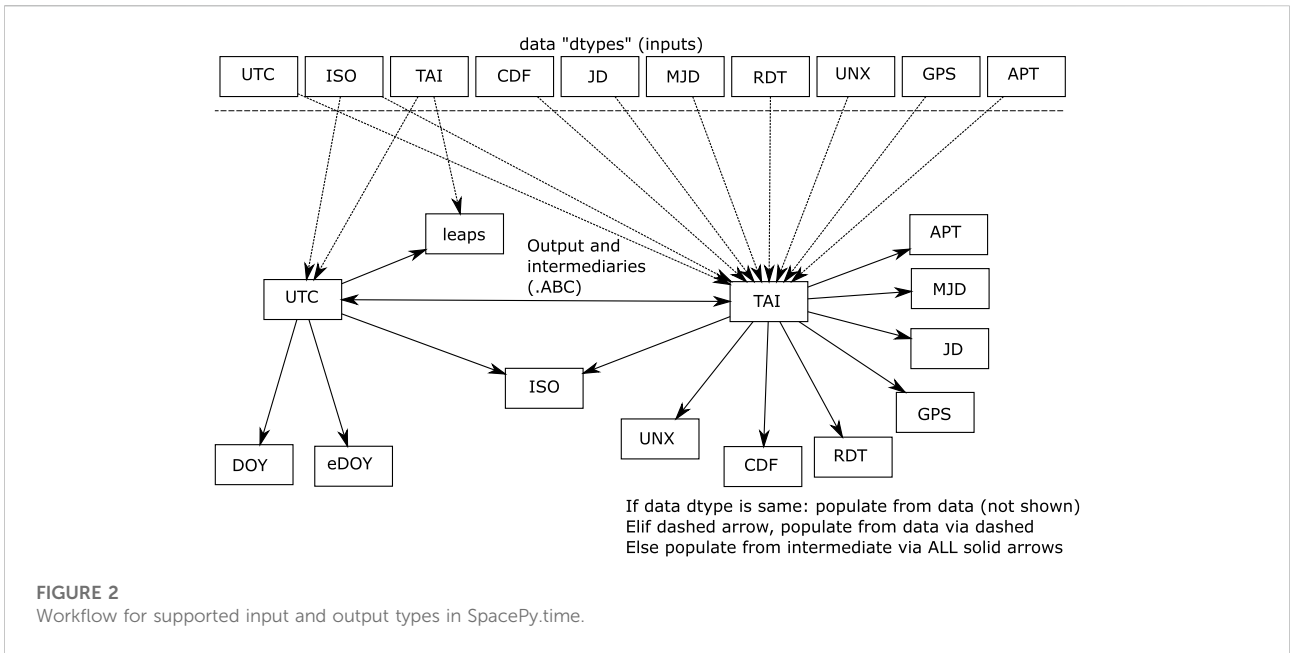 data "dtypes" (inputs)
UTC
ISO
TAI
CDF
JD
MJD
RDT
UNX
GPS
APT
leaps
Output and
intermediaries
(.ABC)
APT
UTC
TAI
MJD
JD
ISO
GPS
UNX
DOY
eDOY
CDF
RDT
If data dtype is same: populate from data (not shown)
Elif dashed arrow, populate from data via dashed
Else populate from intermediate via ALL solid arrows
FIGURE 2
Workflow for supported input and output types in SpacePy.time.